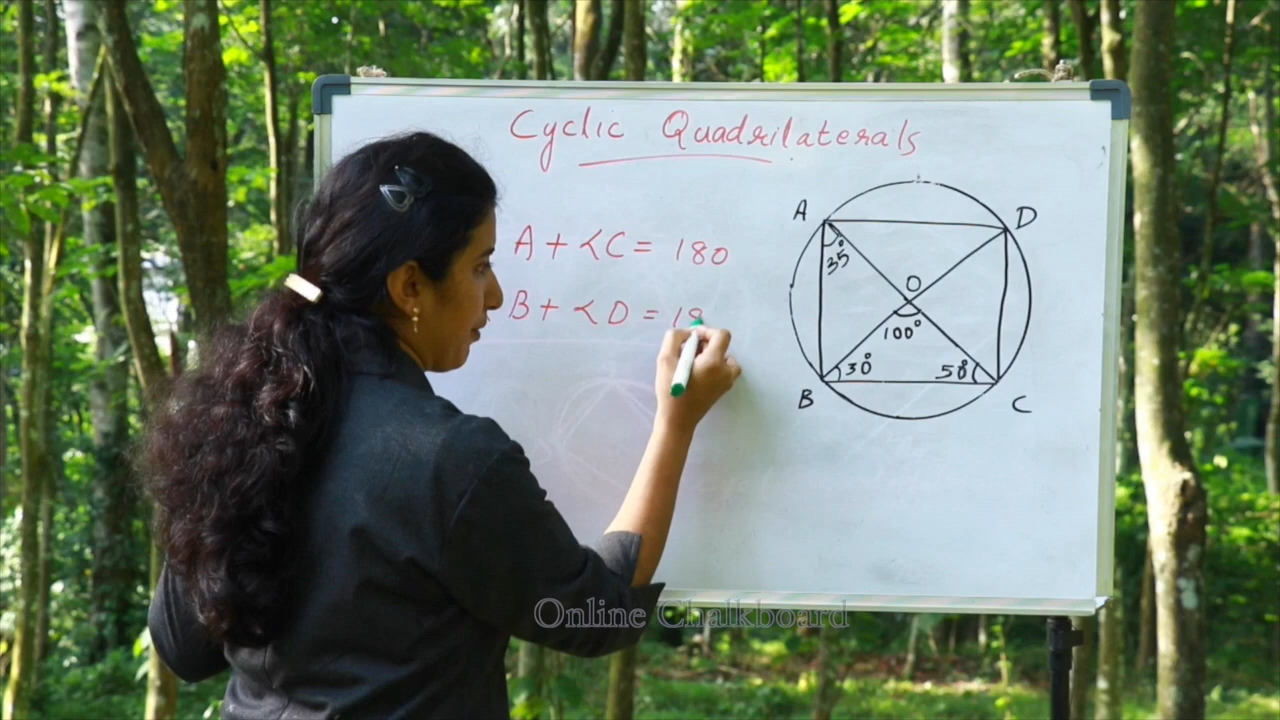 Cyclic Quadrilaterals
A + <C = 180
B + <D = 18
A
D
35°
O
100°
30°
50°
B
C
Online Chalkboard